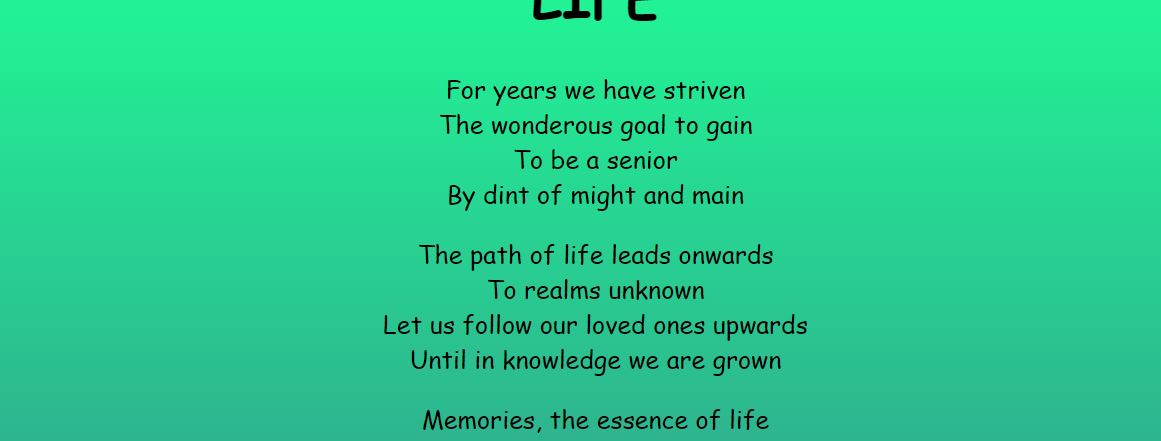 LIFE
For years we have striven
The wonderous goal to gain
To be a senior
By dint of might and main
The path of life leads onwards
To realms unknown
Let us follow our loved ones upwards
Until in knowledge we are grown
Memories, the essence of life